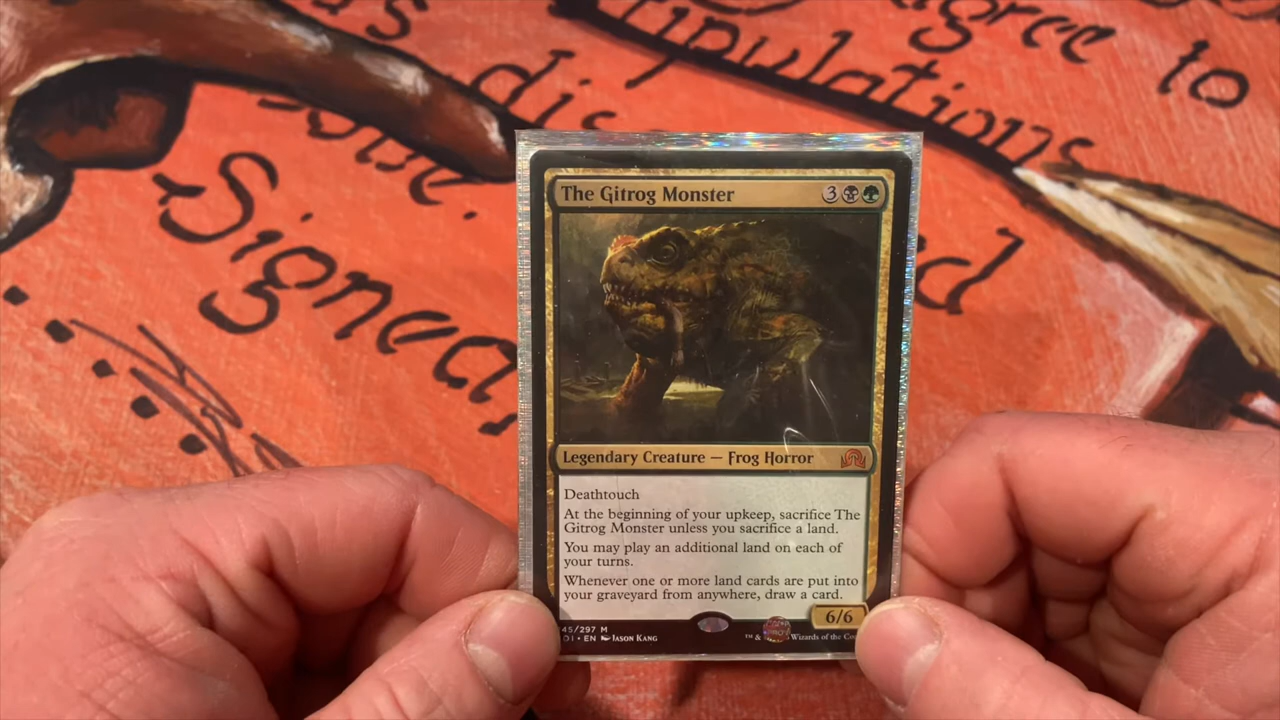 agree to
dis
stipulations
Signed
The Gitrog Monster 3
Legendary Creature — Frog Horror
Deathtouch
At the beginning of your upkeep, sacrifice The
Gitrog Monster unless you sacrifice a land.
You may play an additional land on each of
your turns.
Whenever one or more land cards are put into
your graveyard from anywhere, draw a card.
6/6
45/297 M
EN JASON KANG
™ & Wizards of the